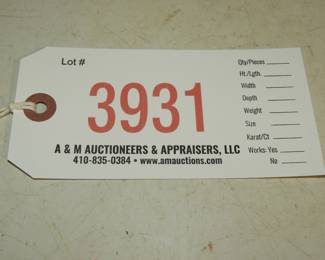 Lot #
3931
A & M AUCTIONEERS & APPRAISERS, LLC
410-835-0384 • www.amauctions.com
Qty/Pieces
Ht./Lgth.
Width
Depth
Weight
Size
Karat/Ct
Works: Yes
No